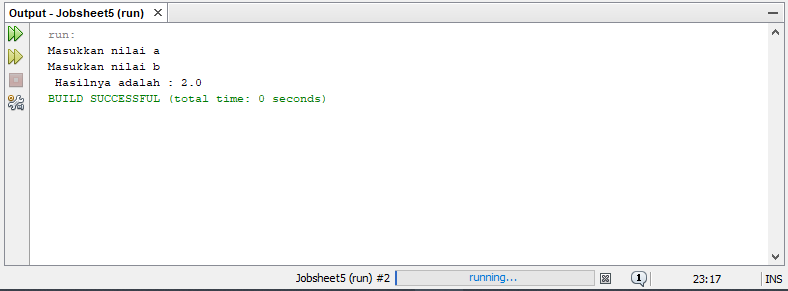 Output - Jobsheet5 (run)
run:
Masukkan nilai a
Masukkan nilai b
Hasilnya adalah : 2.0
BUILD SUCCESSFUL (total time: 0 seconds)
Jobsheet5 (run) #2 running... 1 23:17 INS